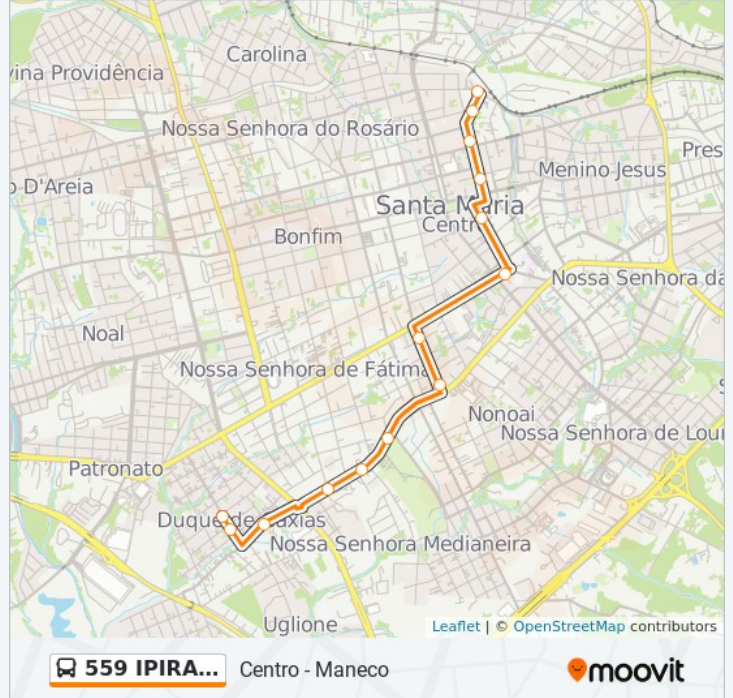 Carolina
vina Providência
Nossa Senhora do Rosário
Pres
Menino Jesus
o D'Areia
Santa Maria
Centro
Bonfim
Nossa Senhora da
Noal
Nossa Senhora de Fátima
Nonoai
Nossa Senhora de Lour
Patronato
Duque de Caxias
Nossa Senhora Medianeira
Uglione
Leaflet | © OpenStreetMap contributors
559 IPIRA... Centro - Maneco moovit